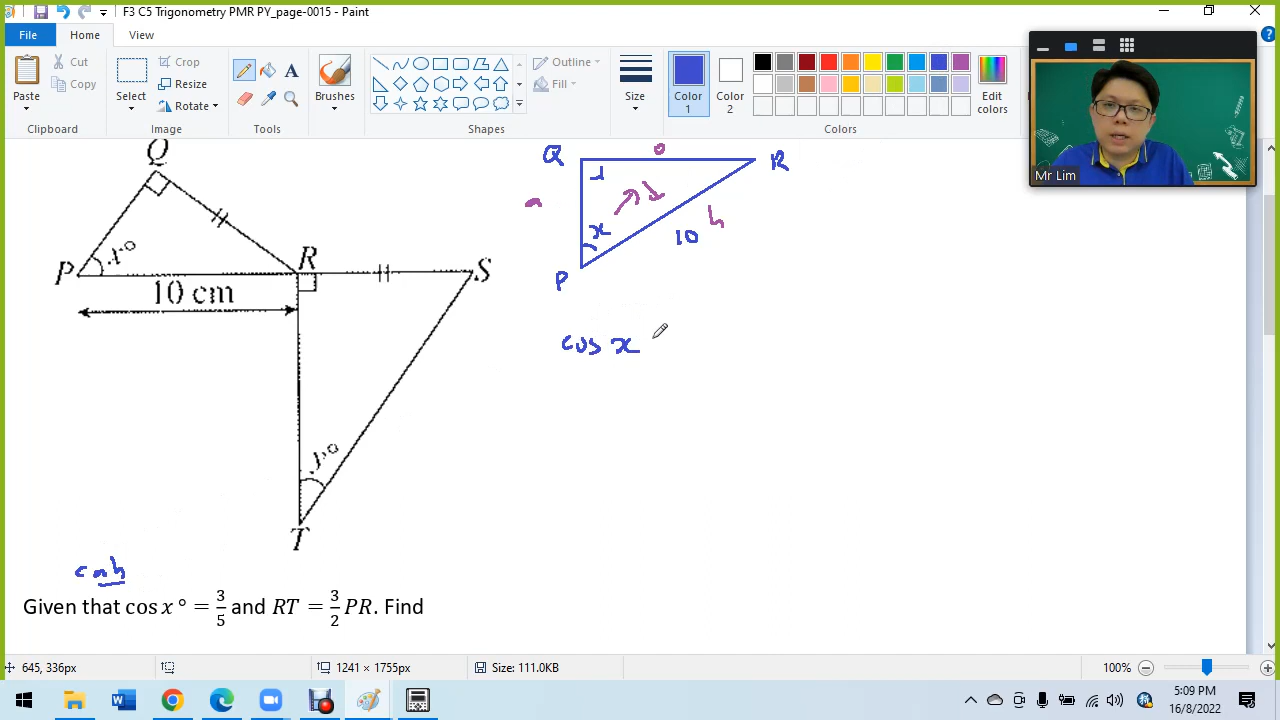 F3 C5 Trigonometry PMR PY_page-0015 - Paint
File Home View
Paste
Cut
Copy
Clipboard
Select
Crop
Resize
Rotate
Image
Tools
Brushes
Shapes
Outline
Fill
Size
Color 1
Color 2
Edit colors
Colors
Mr Lim
Q
P
x°
R
S
10 cm
x°
T
Q
o
R
a
x
h
10
P
cos x
cah
Given that cos x ° = 3/5 and RT = 3/2 PR. Find
645, 336px
1241 × 1755px
Size: 111.0KB
100%
5:09 PM
16/8/2022